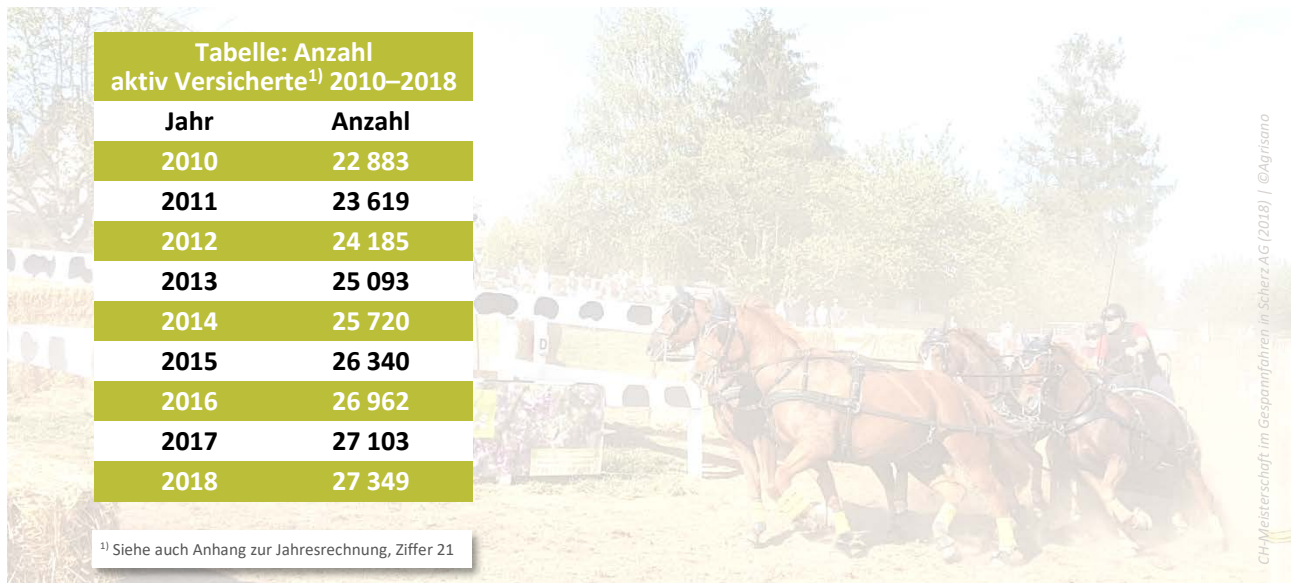 Tabelle: Anzahl
aktiv Versicherte1) 2010–2018
Jahr Anzahl
2010 22 883
2011 23 619
2012 24 185
2013 25 093
2014 25 720
2015 26 340
2016 26 962
2017 27 103
2018 27 349
1) Siehe auch Anhang zur Jahresrechnung, Ziffer 21
CH-Meisterschaft im Gespannfahren in Scherz AG (2018) | ©Agrisano
D